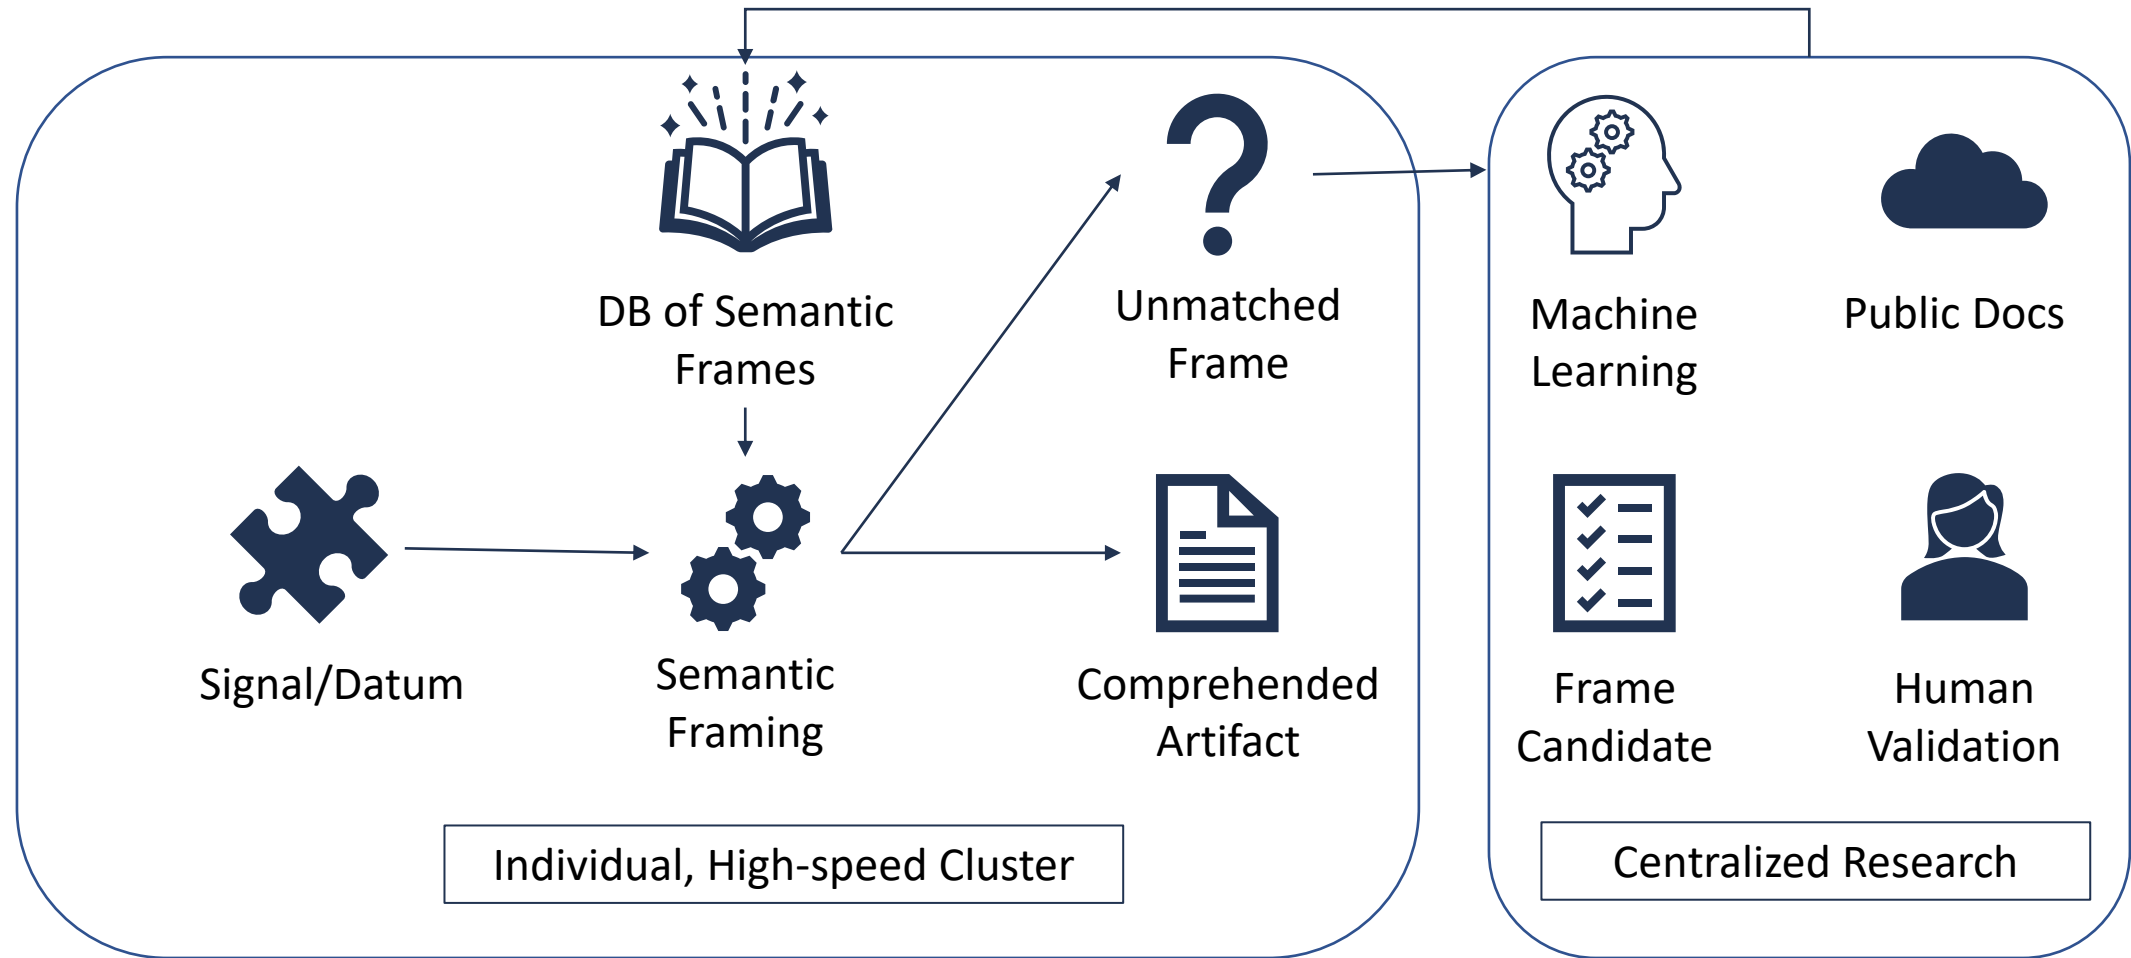 DB of Semantic
Frames
Unmatched
Frame
Machine
Learning
Public Docs
Signal/Datum
Semantic
Framing
Comprehended
Artifact
Frame
Candidate
Human
Validation
Individual, High-speed Cluster
Centralized Research